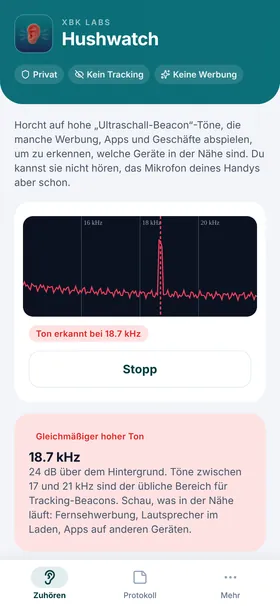 XBK LABS
Hushwatch
Privat
Kein Tracking
Keine Werbung
Horcht auf hohe „Ultraschall-Beacon“-Töne, die
manche Werbung, Apps und Geschäfte abspielen,
um zu erkennen, welche Geräte in der Nähe sind. Du
kannst sie nicht hören, das Mikrofon deines Handys
aber schon.
16 kHz
18 kHz
20 kHz
Ton erkannt bei 18.7 kHz
Stopp
Gleichmäßiger hoher Ton
18.7 kHz
24 dB über dem Hintergrund. Töne zwischen
17 und 21 kHz sind der übliche Bereich für
Tracking-Beacons. Schau, was in der Nähe
läuft: Fernsehwerbung, Lautsprecher im
Laden, Apps auf anderen Geräten.
Zuhören
Protokoll
Mehr